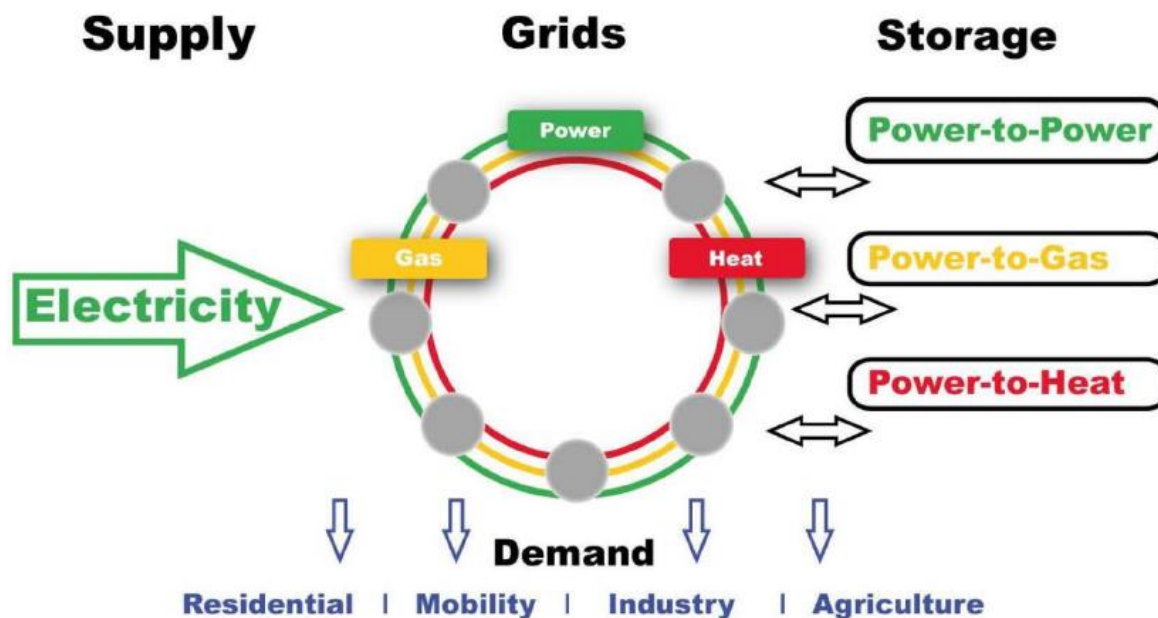 Supply
Grids
Storage
Power
Power-to-Power
Gas
Heat
Power-to-Gas
Electricity
Power-to-Heat
Demand
Residential | Mobility | Industry | Agriculture